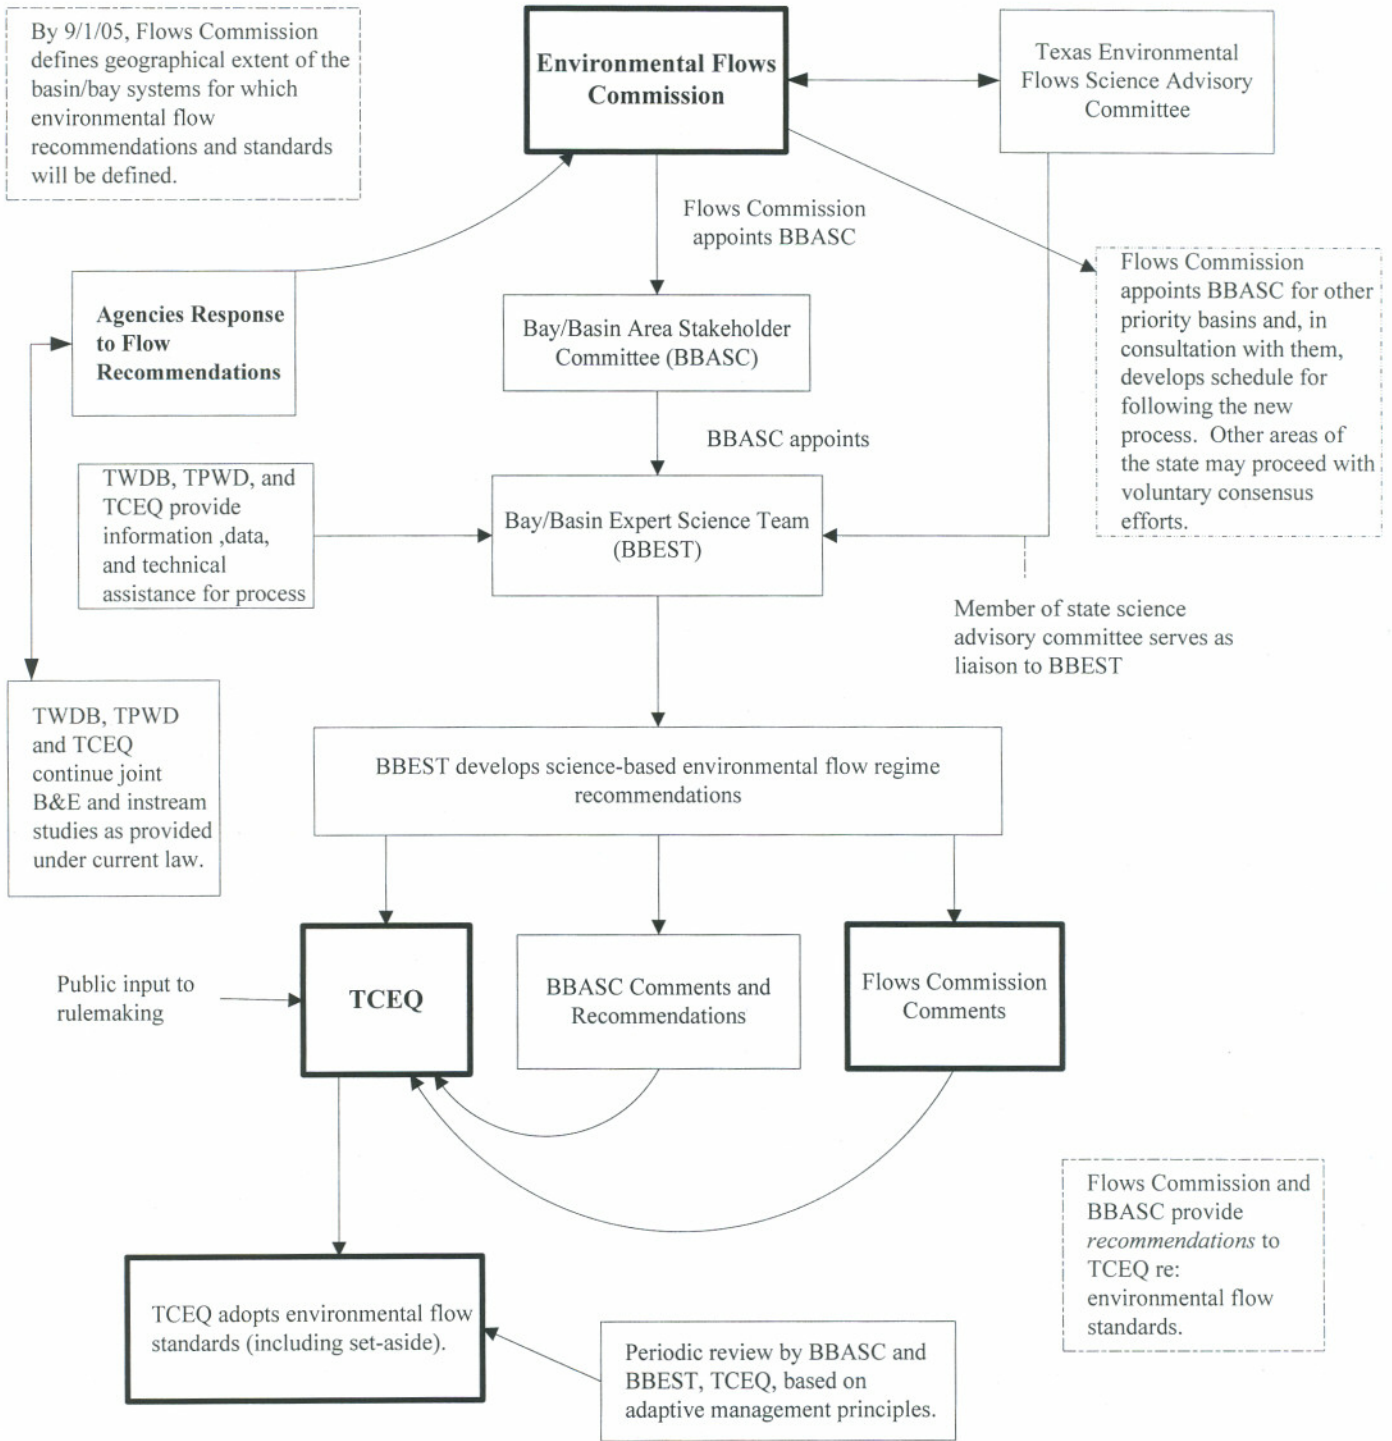 By 9/1/05, Flows Commission
defines geographical extent of the
basin/bay systems for which
environmental flow
recommendations and standards
will be defined.
Environmental Flows
Commission
Texas Environmental
Flows Science Advisory
Committee
Flows Commission
appoints BBASC
Flows Commission
appoints BBASC for other
priority basins and, in
consultation with them,
develops schedule for
following the new
process. Other areas of
the state may proceed with
voluntary consensus
efforts.
Agencies Response
to Flow
Recommendations
Bay/Basin Area Stakeholder
Committee (BBASC)
BBASC appoints
TWDB, TPWD, and
TCEQ provide
information ,data,
and technical
assistance for process
Bay/Basin Expert Science Team
(BBEST)
Member of state science
advisory committee serves as
liaison to BBEST
TWDB, TPWD
and TCEQ
continue joint
B&E and instream
studies as provided
under current law.
BBEST develops science-based environmental flow regime
recommendations
Public input to
rulemaking
TCEQ
BBASC Comments and
Recommendations
Flows Commission
Comments
Flows Commission and
BBASC provide
recommendations to
TCEQ re:
environmental flow
standards.
TCEQ adopts environmental flow
standards (including set-aside).
Periodic review by BBASC and
BBEST, TCEQ, based on
adaptive management principles.